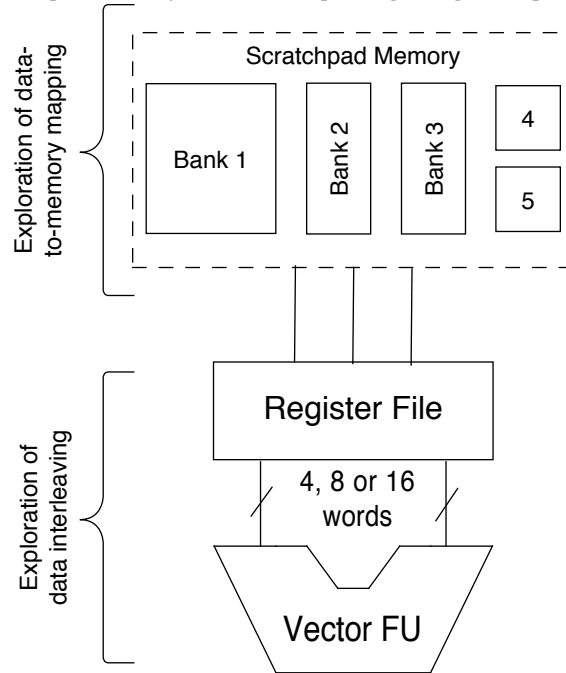 Scratchpad Memory
Bank 1
Bank 2
Bank 3
4
5
Exploration of data-
to-memory mapping
Register File
4, 8 or 16
words
Vector FU
Exploration of
data interleaving